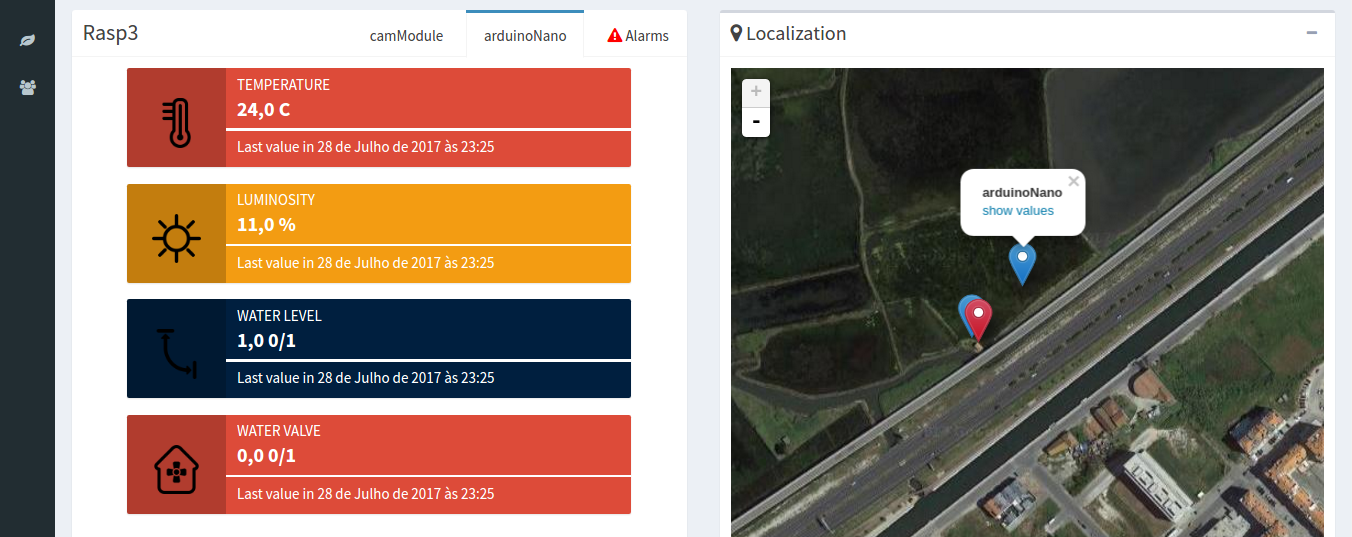 Rasp3
camModule
arduinoNano
Alarms
TEMPERATURE
24,0 C
Last value in 28 de Julho de 2017 às 23:25
LUMINOSITY
11,0 %
Last value in 28 de Julho de 2017 às 23:25
WATER LEVEL
1,0 0/1
Last value in 28 de Julho de 2017 às 23:25
WATER VALVE
0,0 0/1
Last value in 28 de Julho de 2017 às 23:25
Localization
+
-
arduinoNano
show values